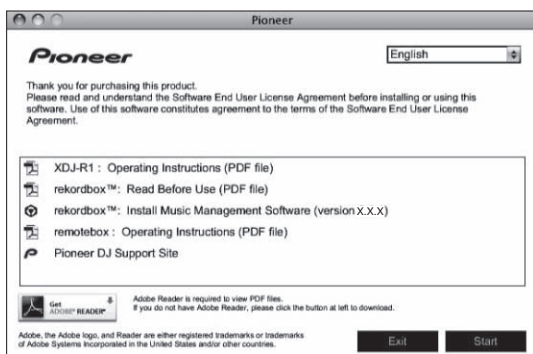 Pioneer
Pioneer
English
Thank you for purchasing this product.
Please read and understand the Software End User License Agreement before installing or using this
software. Use of this software constitutes agreement to the terms of the Software End User License
Agreement.
XDJ-R1 : Operating Instructions (PDF file)
rekordbox™: Read Before Use (PDF file)
rekordbox™: Install Music Management Software (version X.X.X)
remotebox : Operating Instructions (PDF file)
Pioneer DJ Support Site
Get
ADOBE® READER®
Adobe Reader is required to view PDF files.
If you do not have Adobe Reader, please click the button at left to download.
Adobe, the Adobe logo, and Reader are either registered trademarks or trademarks
of Adobe Systems Incorporated in the United States and/or other countries.
Exit
Start